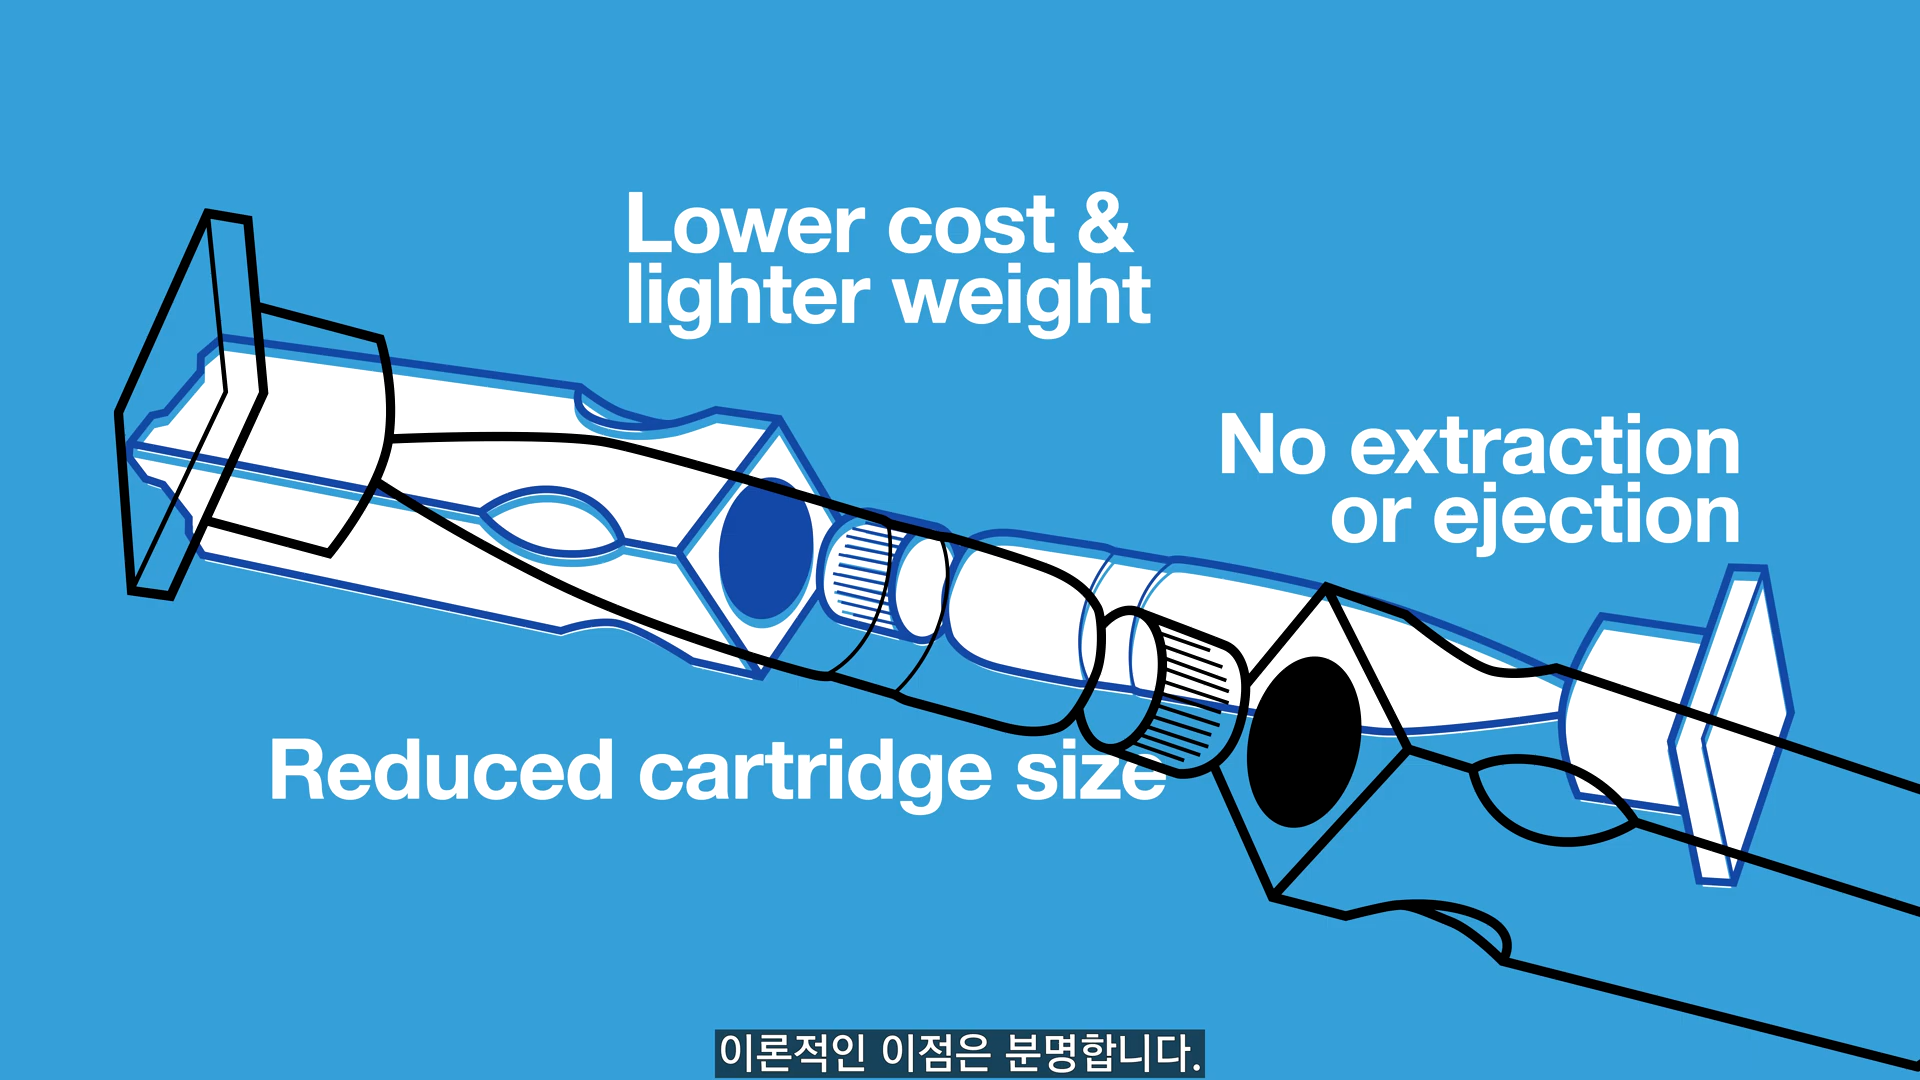 Lower cost &
lighter weight
No extraction
or ejection
Reduced cartridge size
이론적인 이점은 분명합니다.